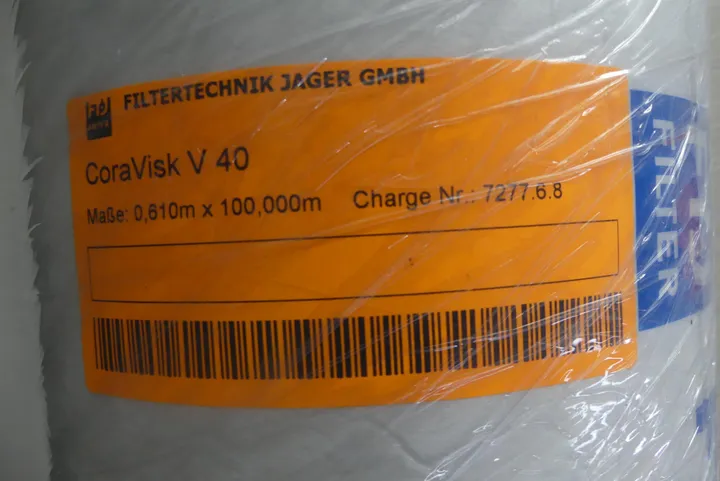 FILTERTECHNIK JAGER GMBH
CoraVisk V 40
Maße: 0,610m x 100,000m Charge Nr.: 7277.6.8
FILTER